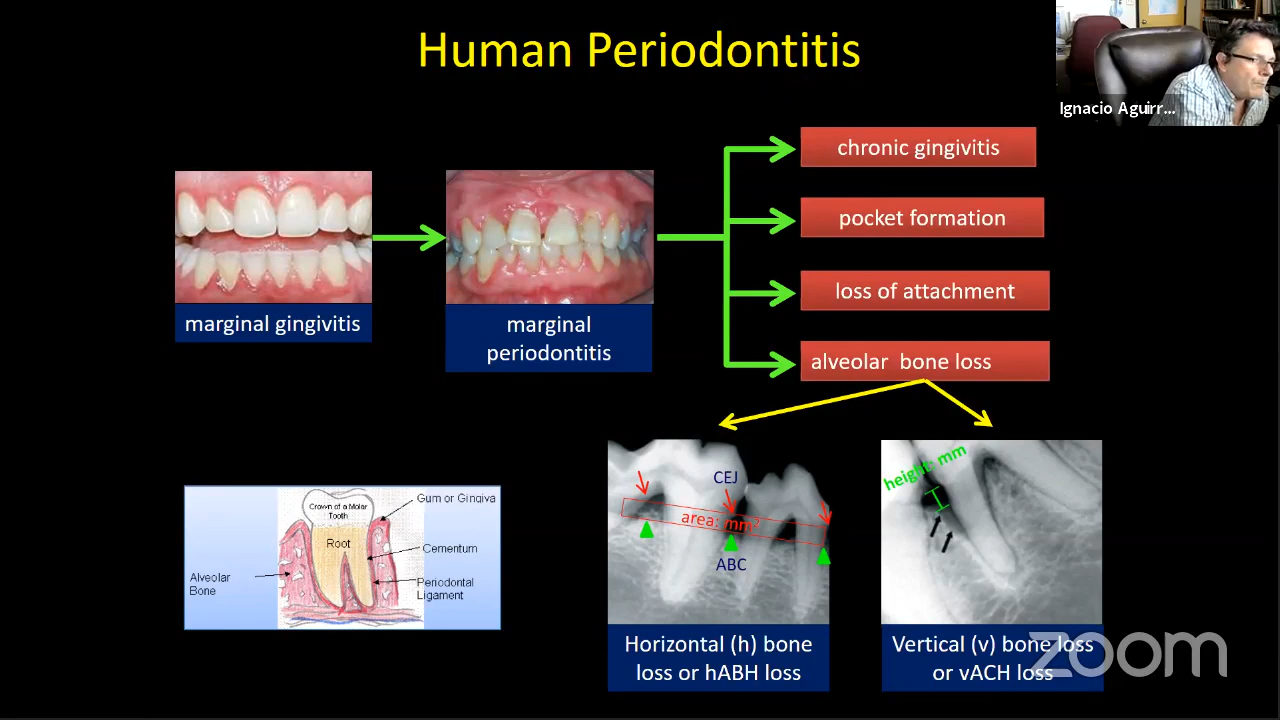 Human Periodontitis
Ignacio Aguirr...
chronic gingivitis
pocket formation
loss of attachment
alveolar bone loss
marginal gingivitis
marginal
periodontitis
Crown of a Molar
Tooth
Gum or Gingiva
Root
Cementum
Alveolar
Bone
Periodontal
Ligament
CEJ
area: mm²
ABC
height: mm
Horizontal (h) bone
loss or hABH loss
Vertical (v) bone loss
or vACH loss
zoom